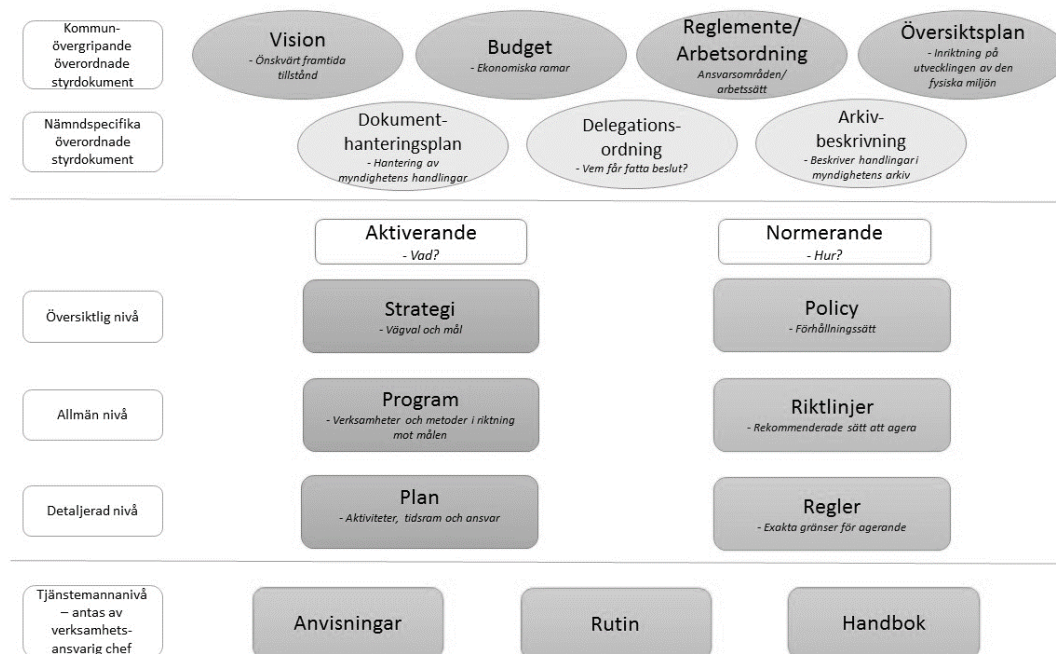 Kommun-
övergripande
överordnade
styrdokument
Vision
- Önskvärt framtida
tillstånd
Budget
- Ekonomiska ramar
Reglemente/
Arbetsordning
Ansvarsområden/
arbetssätt
Översiktsplan
- Inriktning på
utvecklingen av den
fysiska miljön
Nämndspecifika
överordnade
styrdokument
Dokument-
hanteringsplan
- Hantering av
myndighetens handlingar
Delegations-
ordning
- Vem får fatta beslut?
Arkiv-
beskrivning
- Beskriver handlingar i
myndighetens arkiv
Aktiverande
- Vad?
Normerande
- Hur?
Översiktlig nivå
Strategi
- Vägval och mål
Policy
- Förhållningssätt
Allmän nivå
Program
- Verksamheter och metoder i riktning
mot målen
Riktlinjer
- Rekommenderade sätt att agera
Detaljerad nivå
Plan
- Aktiviteter, tidsram och ansvar
Regler
- Exakta gränser för agerande
Tjänstemannanivå
– antas av
verksamhets-
ansvarig chef
Anvisningar
Rutin
Handbok